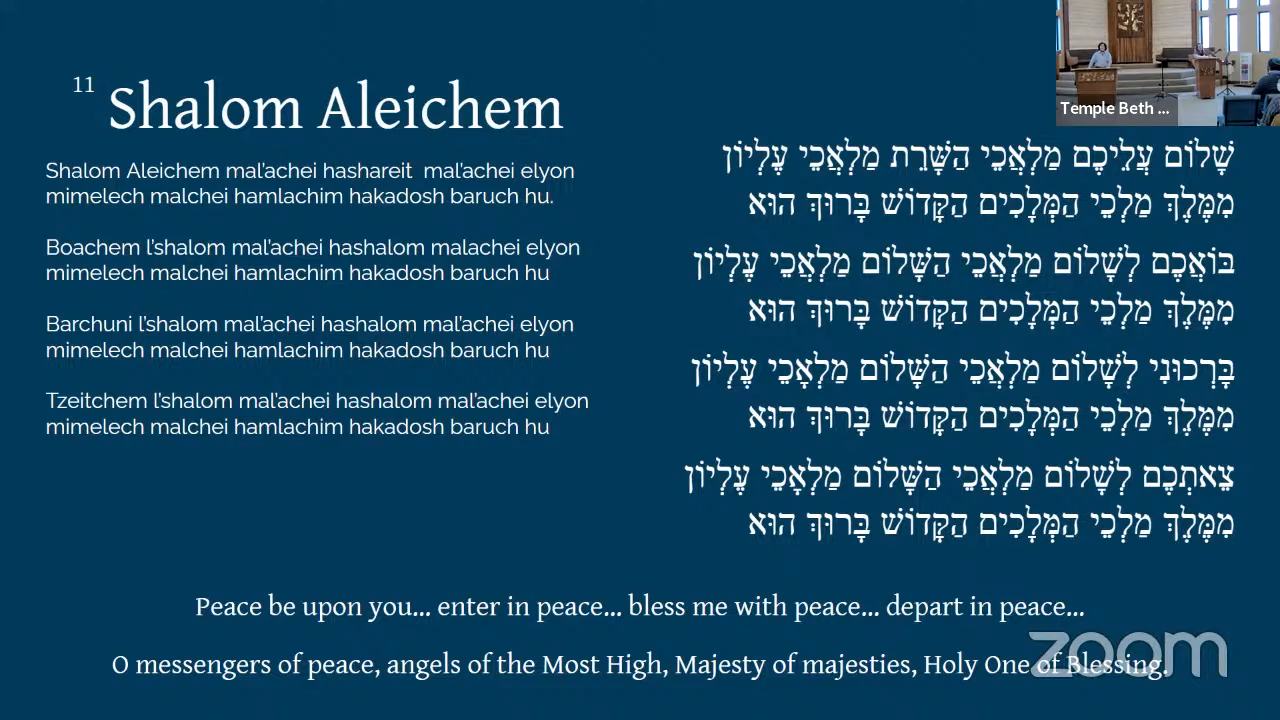 11
Shalom Aleichem
Temple Beth ...
Shalom Aleichem mal'achei hashareit  mal'achei elyon
mimelech malchei hamlachim hakadosh baruch hu.
Boachem l'shalom mal'achei hashalom malachei elyon
mimelech malchei hamlachim hakadosh baruch hu
Barchuni l'shalom mal'achei hashalom mal'achei elyon
mimelech malchei hamlachim hakadosh baruch hu
Tzeitchem l'shalom mal'achei hashalom mal'achei elyon
mimelech malchei hamlachim hakadosh baruch hu
שָׁלוֹם עֲלֵיכֶם מַלְאֲכֵי הַשָּׁרֵת מַלְאֲכֵי עֶלְיוֹן
מִמֶּלֶךְ מַלְכֵי הַמְּלָכִים הַקָּדוֹשׁ בָּרוּךְ הוּא
בּוֹאֲכֶם לְשָׁלוֹם מַלְאֲכֵי הַשָּׁלוֹם מַלְאֲכֵי עֶלְיוֹן
מִמֶּלֶךְ מַלְכֵי הַמְּלָכִים הַקָּדוֹשׁ בָּרוּךְ הוּא
בָּרְכוּנִי לְשָׁלוֹם מַלְאֲכֵי הַשָּׁלוֹם מַלְאָכֵי עֶלְיוֹן
מִמֶּלֶךְ מַלְכֵי הַמְּלָכִים הַקָּדוֹשׁ בָּרוּךְ הוּא
צֵאתְכֶם לְשָׁלוֹם מַלְאֲכֵי הַשָּׁלוֹם מַלְאָכֵי עֶלְיוֹן
מִמֶּלֶךְ מַלְכֵי הַמְּלָכִים הַקָּדוֹשׁ בָּרוּךְ הוּא
Peace be upon you... enter in peace... bless me with peace... depart in peace...
O messengers of peace, angels of the Most High, Majesty of majesties, Holy One of Blessing.
zoom